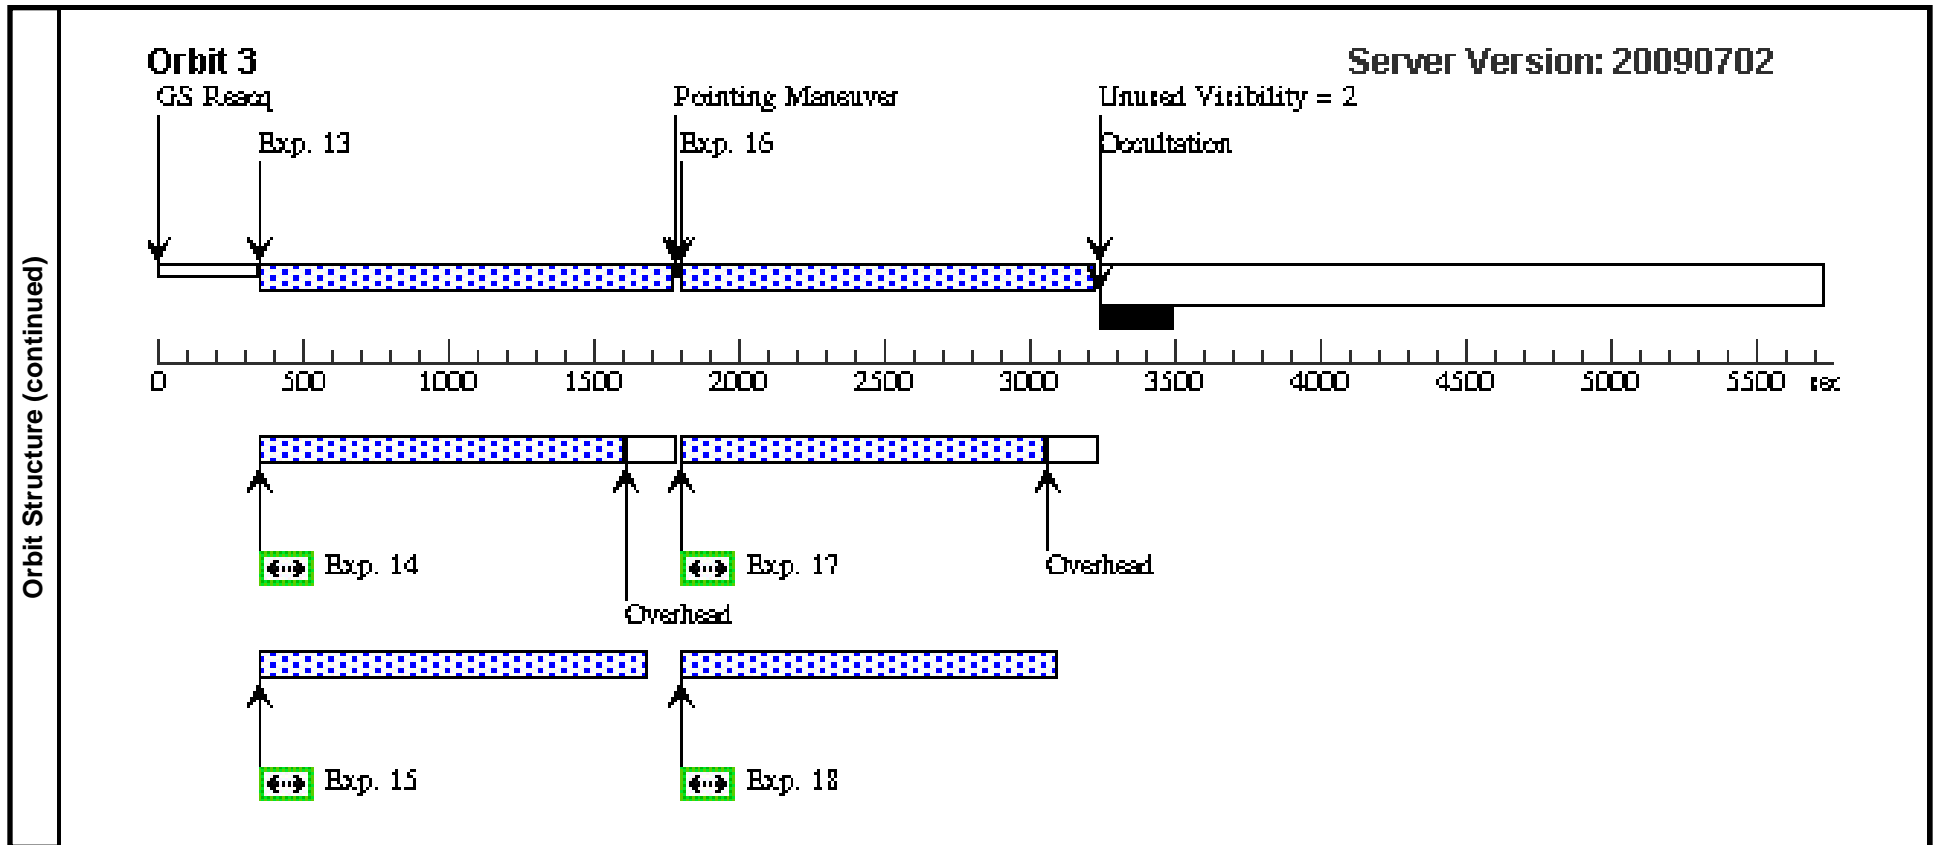 Orbit Structure (continued)
Orbit 3
Server Version: 20090702
GS Reacq
Pointing Maneuver
Unused Visibility = 2
Exp. 13
Exp. 16
Occultation
0 500 1000 1500 2000 2500 3000 3500 4000 4500 5000 5500 sec
Exp. 14
Exp. 17
Overhead
Overhead
Exp. 15
Exp. 18